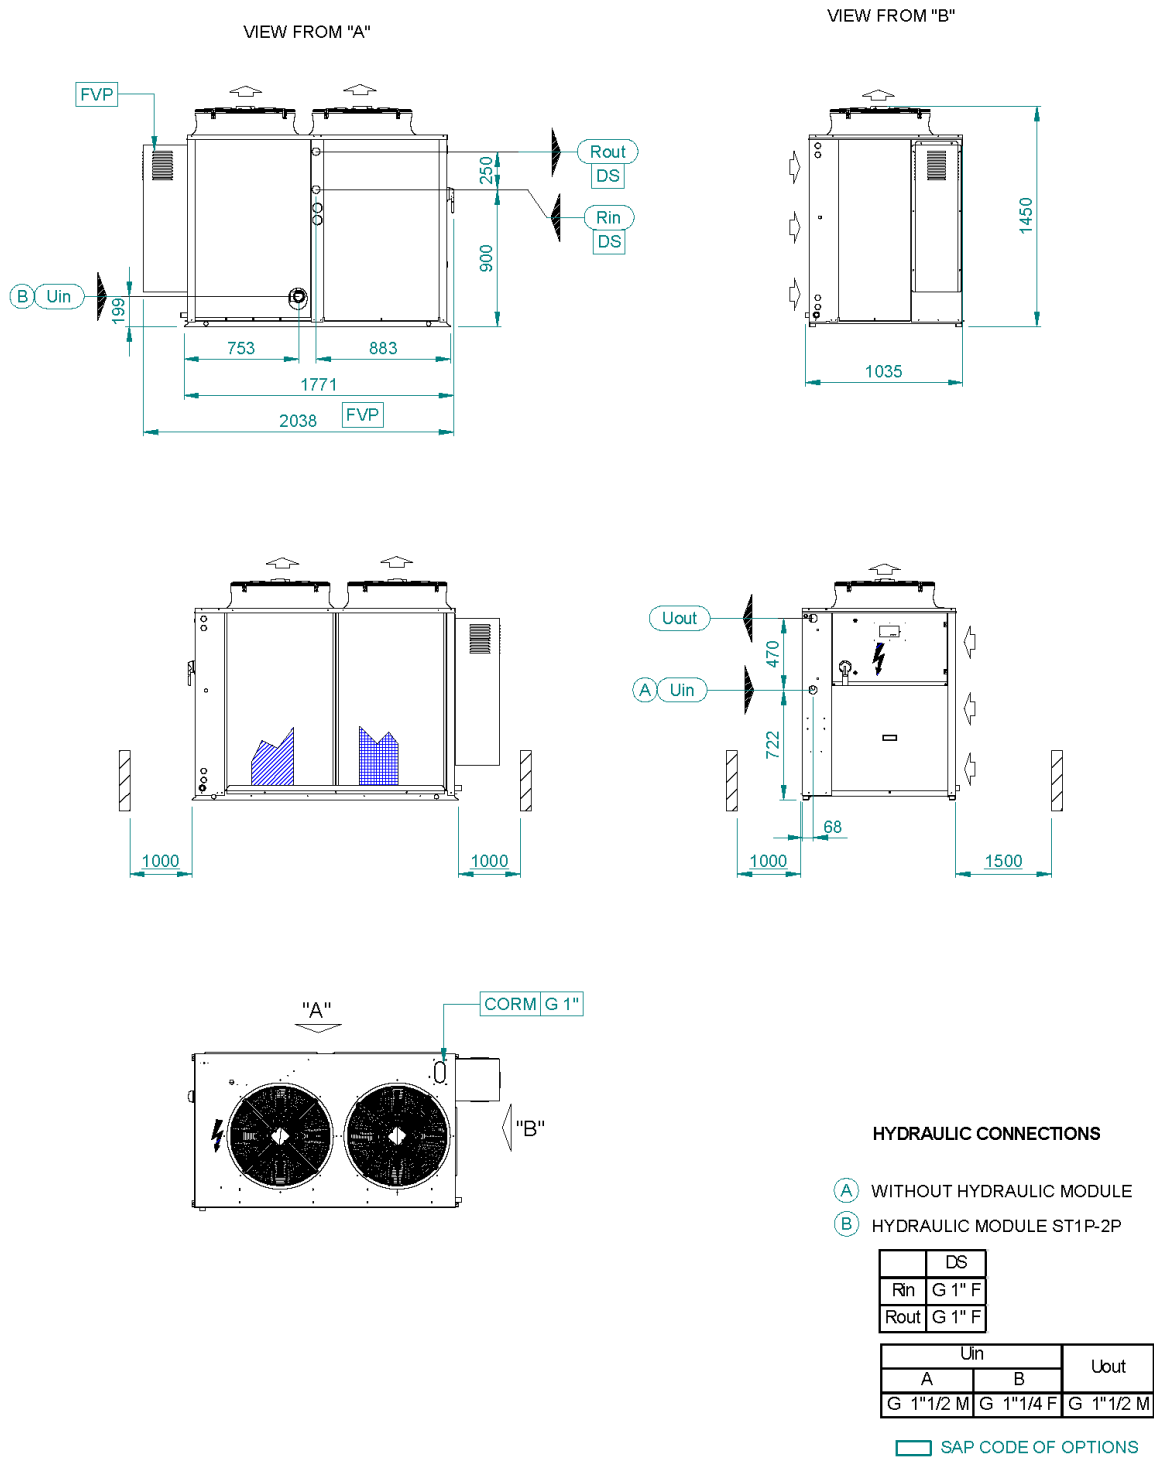 VIEW FROM "A"
VIEW FROM "B"
FVP
Rout
DS
250
Rin
DS
900
1450
B Uin
199
753
883
1771
1035
2038
FVP
Uout
470
A Uin
722
68
1000
1000
1000
1500
CORM G 1"
"A"
"B"
HYDRAULIC CONNECTIONS
A WITHOUT HYDRAULIC MODULE
B HYDRAULIC MODULE ST1P-2P
DS
Rin G 1" F
Rout G 1" F
Uin Uout
A B
G 1"1/2 M G 1"1/4 F G 1"1/2 M
SAP CODE OF OPTIONS